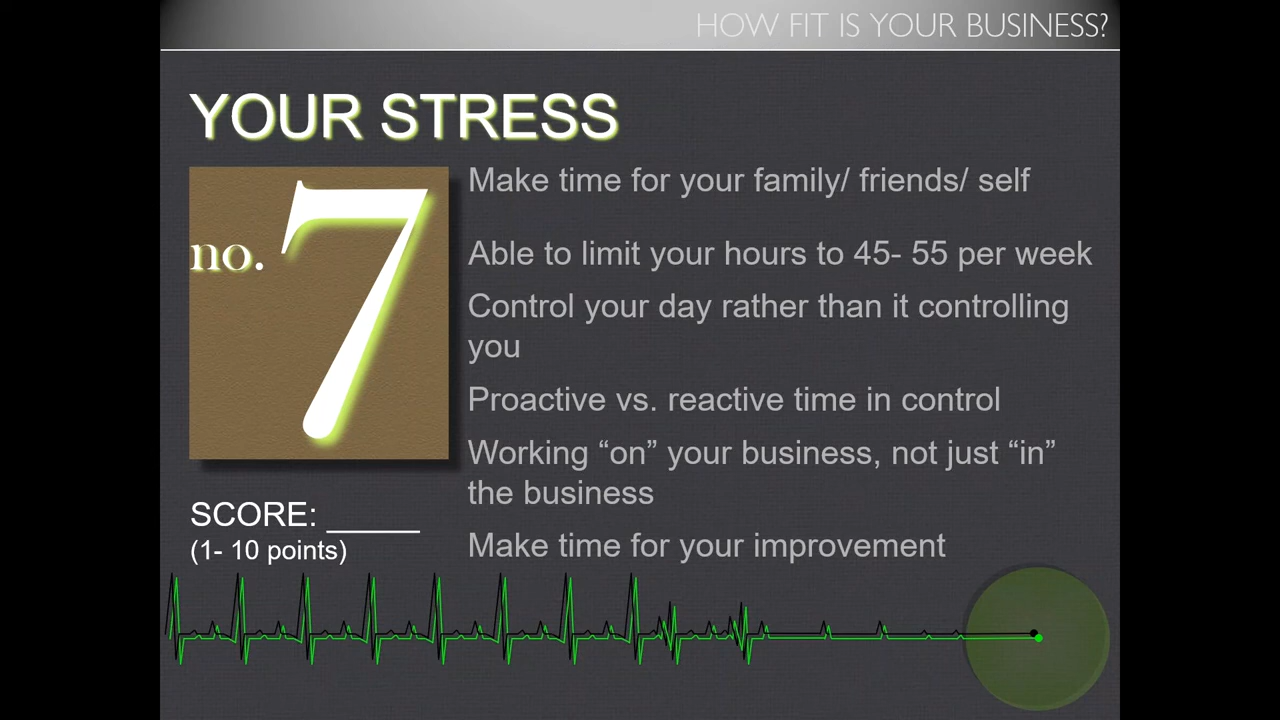 HOW FIT IS YOUR BUSINESS?
YOUR STRESS
no. 7
Make time for your family/ friends/ self
Able to limit your hours to 45- 55 per week
Control your day rather than it controlling
you
Proactive vs. reactive time in control
Working “on” your business, not just “in”
the business
Make time for your improvement
SCORE: _____
(1- 10 points)